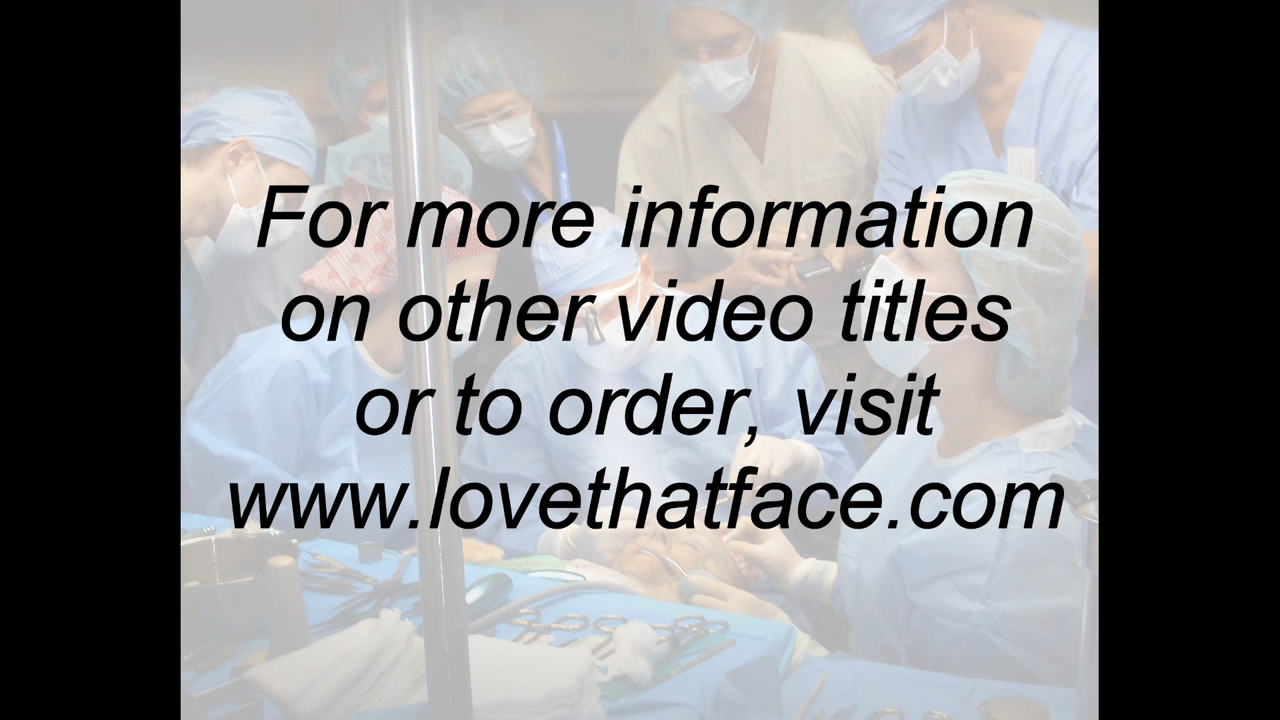 For more information
on other video titles
or to order, visit
www.lovethatface.com